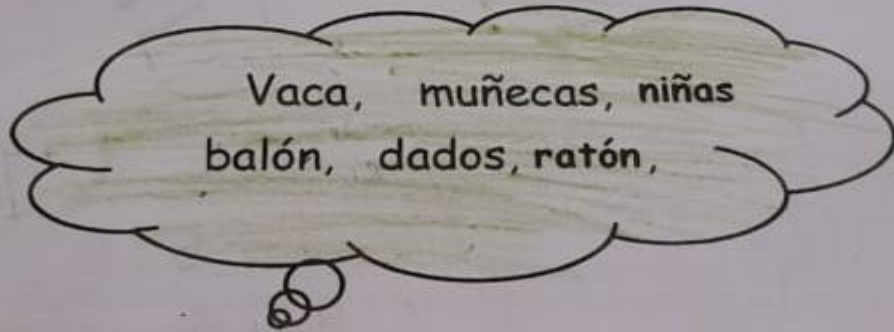 Vaca, muñecas, niñas
balón, dados, ratón,